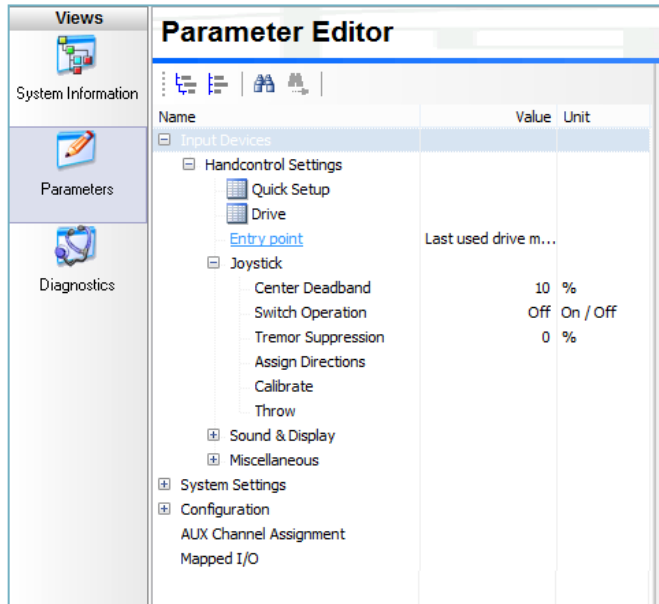 Views
System Information
Parameters
Diagnostics
Parameter Editor
Name Value Unit
Input Devices
Handcontrol Settings
Quick Setup
Drive
Entry point Last used drive m...
Joystick
Center Deadband 10 %
Switch Operation Off On / Off
Tremor Suppression 0 %
Assign Directions
Calibrate
Throw
Sound & Display
Miscellaneous
System Settings
Configuration
AUX Channel Assignment
Mapped I/O